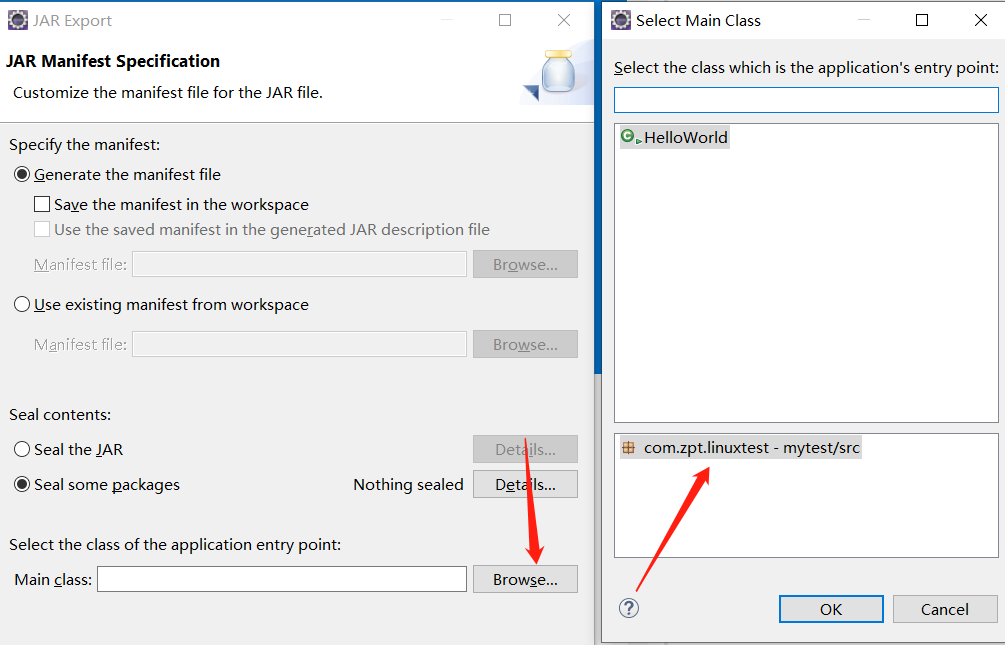 JAR Export
JAR Manifest Specification
Customize the manifest file for the JAR file.
Specify the manifest:
Generate the manifest file
Save the manifest in the workspace
Use the saved manifest in the generated JAR description file
Manifest file: Browse...
Use existing manifest from workspace
Manifest file: Browse...
Seal contents:
Seal the JAR Details...
Seal some packages Nothing sealed Details...
Select the class of the application entry point:
Main class: Browse...
Select Main Class
Select the class which is the application's entry point:
HelloWorld
com.zpt.linuxtest - mytest/src
? OK Cancel